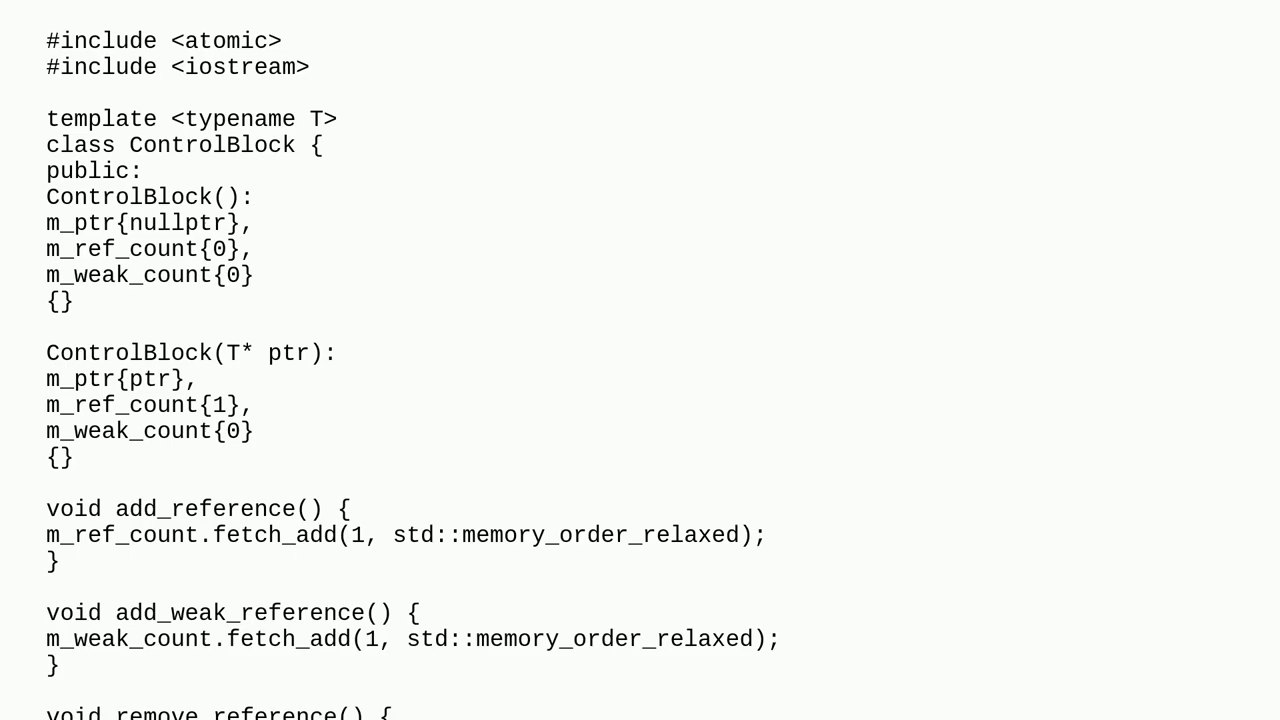 #include <atomic>
#include <iostream>
template <typename T>
class ControlBlock {
public:
ControlBlock():
m_ptr{nullptr},
m_ref_count{0},
m_weak_count{0}
{}
ControlBlock(T* ptr):
m_ptr{ptr},
m_ref_count{1},
m_weak_count{0}
{}
void add_reference() {
m_ref_count.fetch_add(1, std::memory_order_relaxed);
}
void add_weak_reference() {
m_weak_count.fetch_add(1, std::memory_order_relaxed);
}
void remove_reference() {